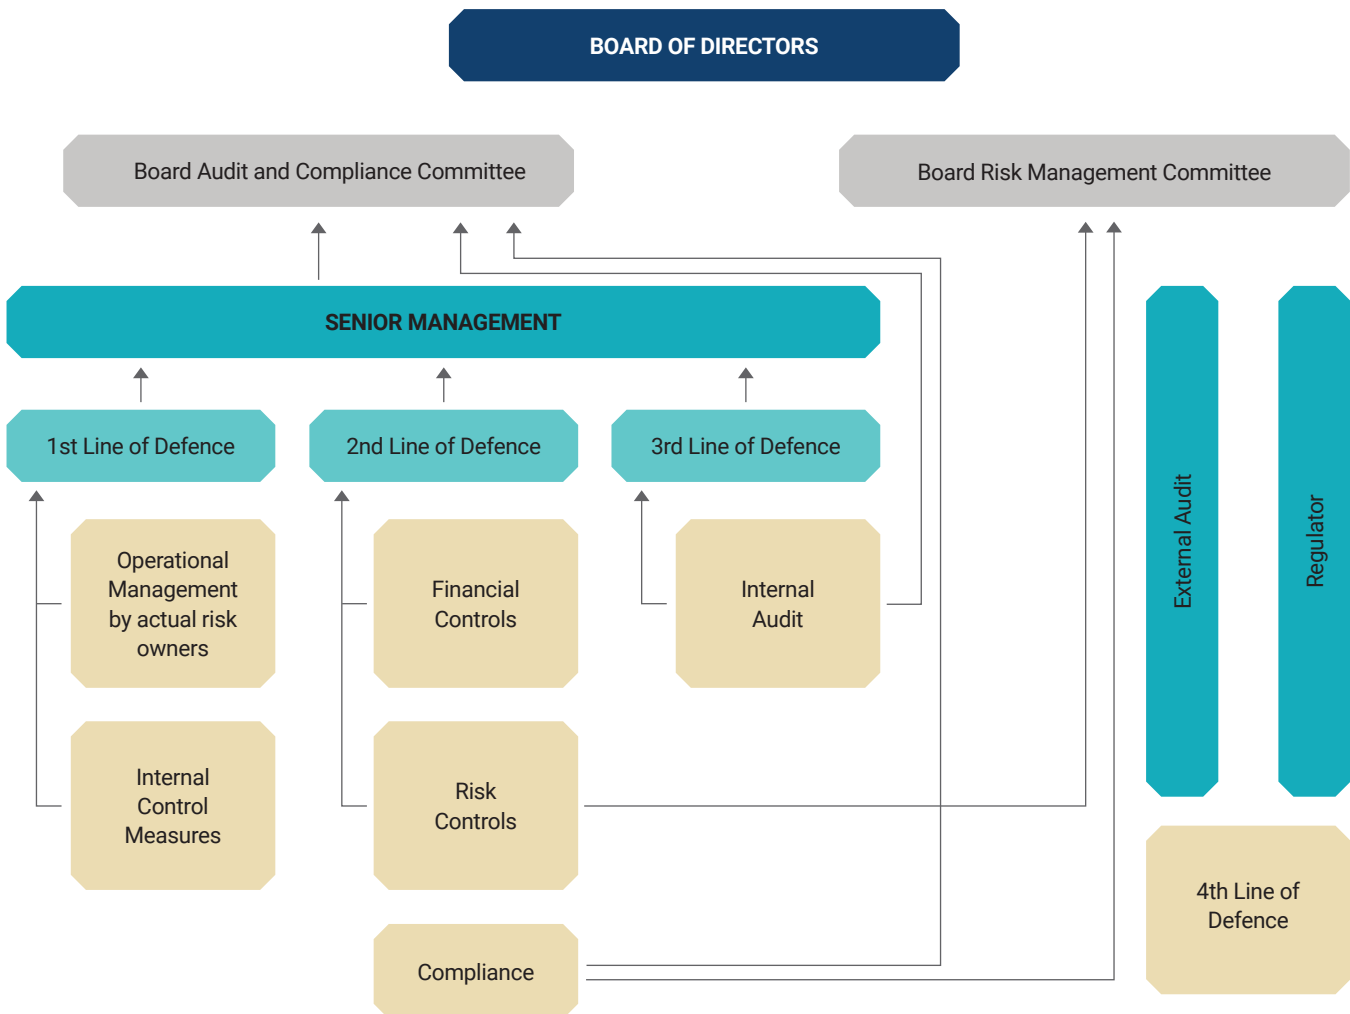 BOARD OF DIRECTORS
Board Audit and Compliance Committee
Board Risk Management Committee
SENIOR MANAGEMENT
1st Line of Defence
2nd Line of Defence
3rd Line of Defence
Operational
Management
by actual risk
owners
Financial
Controls
Internal
Audit
External Audit
Regulator
Internal
Control
Measures
Risk
Controls
4th Line of
Defence
Compliance